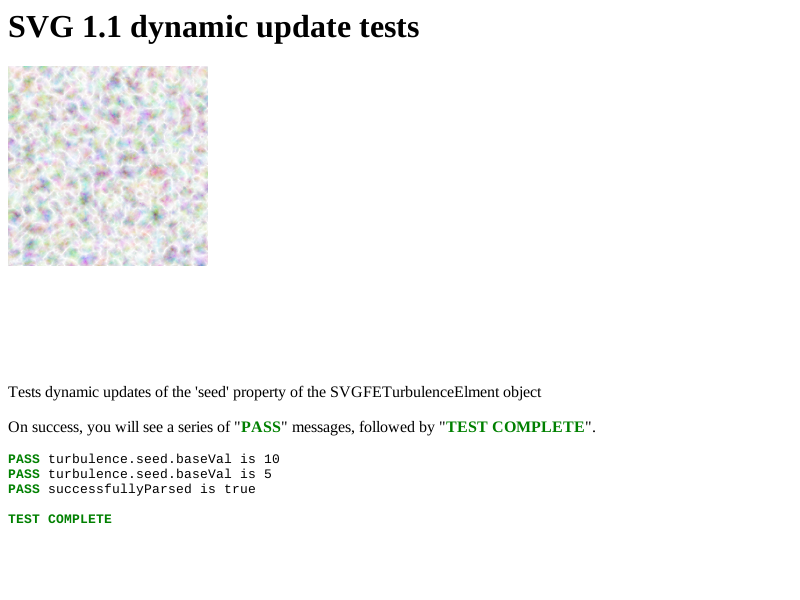 SVG 1.1 dynamic update tests
Tests dynamic updates of the 'seed' property of the SVGFETurbulenceElment object
On success, you will see a series of "PASS" messages, followed by "TEST COMPLETE".
PASS turbulence.seed.baseVal is 10
PASS turbulence.seed.baseVal is 5
PASS successfullyParsed is true
TEST COMPLETE